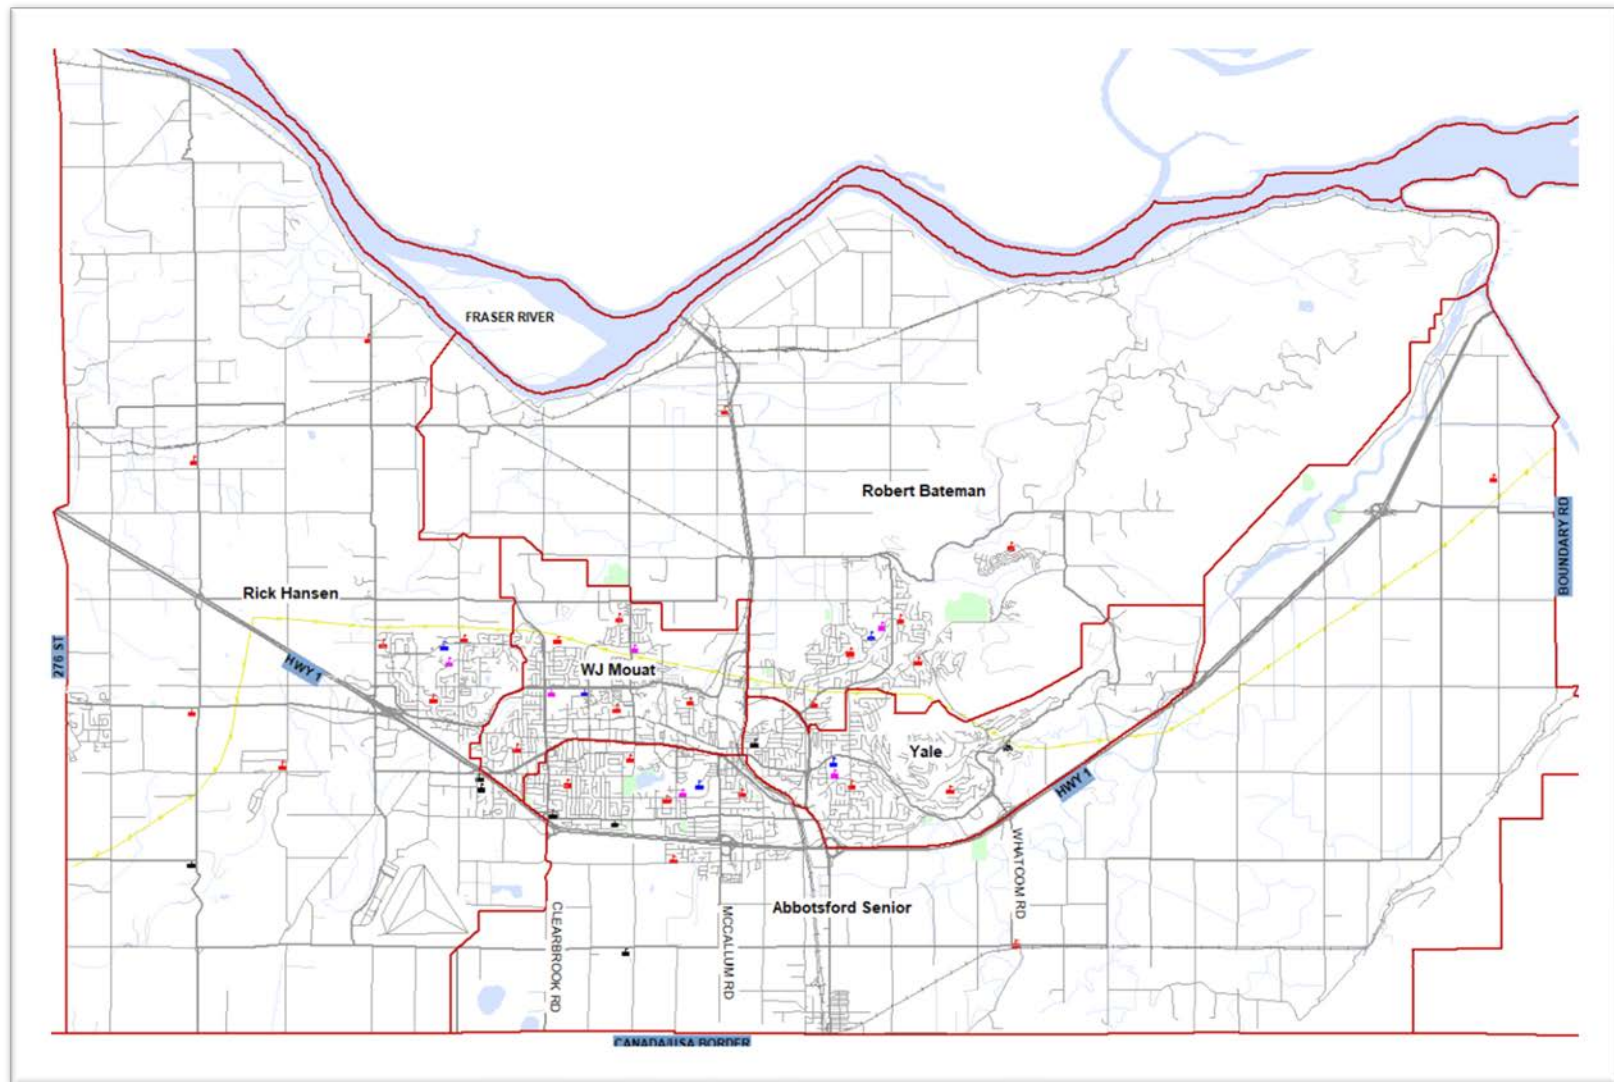 FRASER RIVER
Robert Bateman
BOUNDARY RD
Rick Hansen
276 ST
HWY 1
WJ Mouat
Yale
HWY 1
WHATCOM RD
Abbotsford Senior
CLEARBROOK RD
MCCALLUM RD
CANADA/USA BORDER